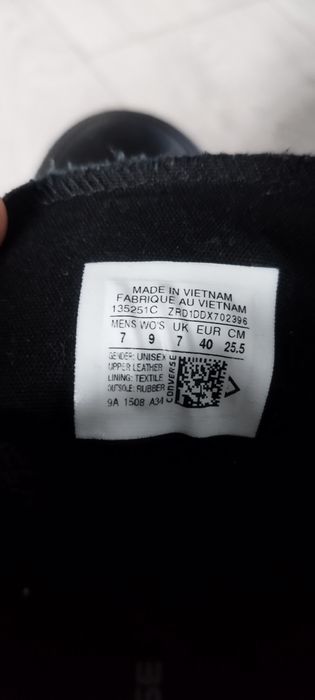 MADE IN VIETNAM
FABRIQUE AU VIETNAM
135251C ZRD1DDX702396
MENS WO'S UK EUR CM
7 9 7 40 25.5
GENDER: UNISEX
UPPER: LEATHER
LINING: TEXTILE
OUTSOLE: RUBBER
CONVERSE
9A 1508 A34